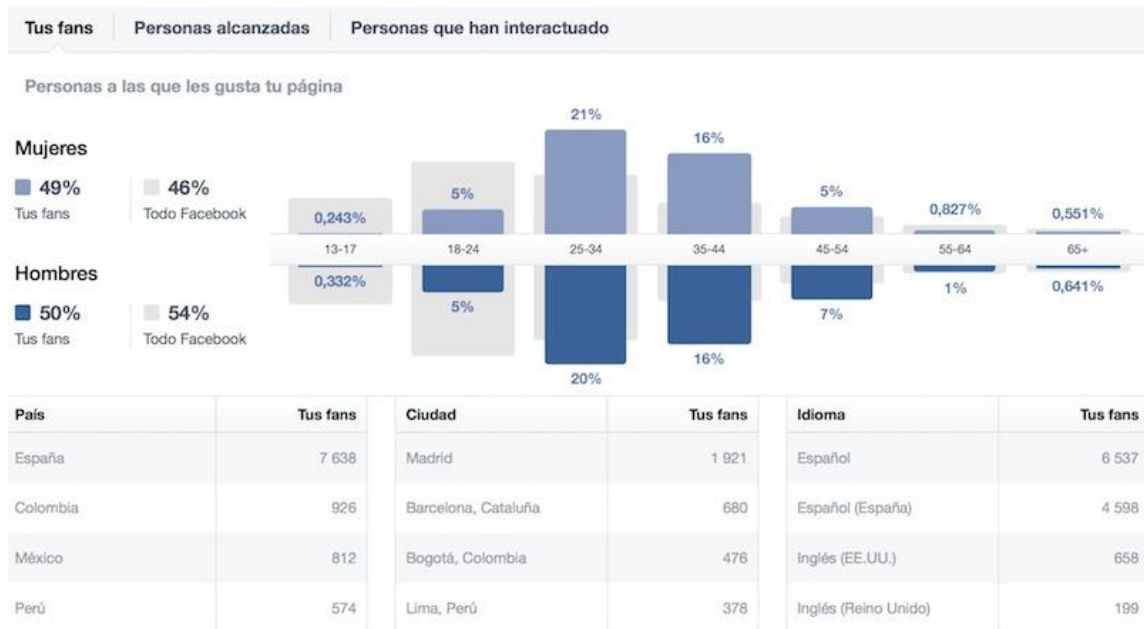 Tus fans Personas alcanzadas Personas que han interactuado
Personas a las que les gusta tu página
Mujeres
49% 46%
Tus fans Todo Facebook
0,243% 5% 21% 16% 5% 0,827% 0,551%
13-17 18-24 25-34 35-44 45-54 55-64 65+
Hombres
50% 54%
Tus fans Todo Facebook
0,332% 5% 20% 16% 7% 1% 0,641%
País Tus fans Ciudad Tus fans Idioma Tus fans
España 7 638 Madrid 1 921 Español 6 537
Colombia 926 Barcelona, Cataluña 680 Español (España) 4 598
México 812 Bogotá, Colombia 476 Inglés (EE.UU.) 658
Perú 574 Lima, Perú 378 Inglés (Reino Unido) 199